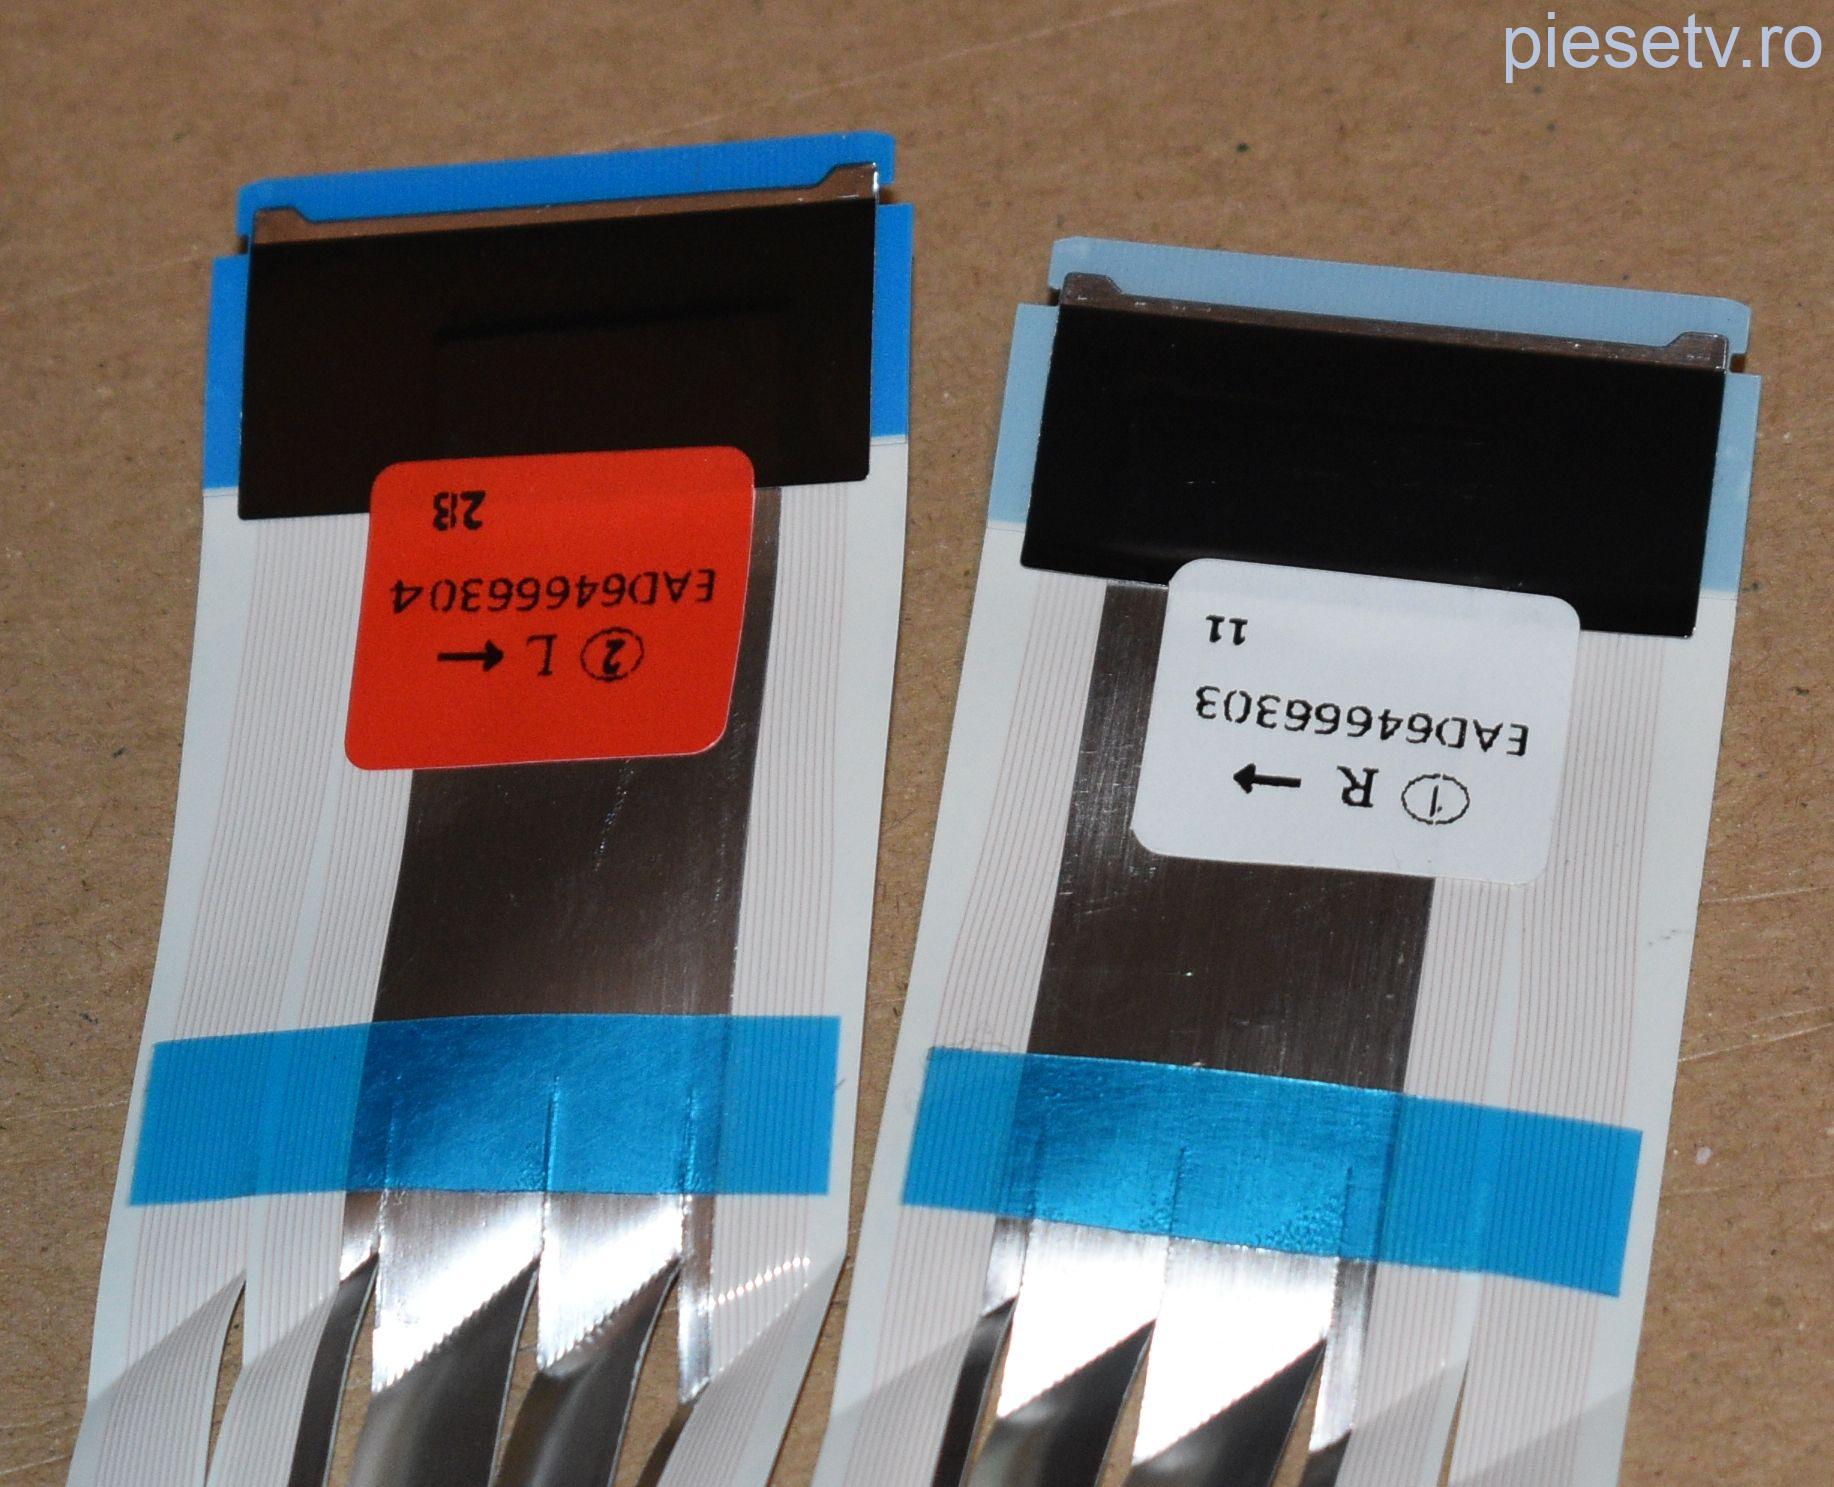 piesetv.ro
② L →
EAD64666304
2B
① R →
EAD64666303
11